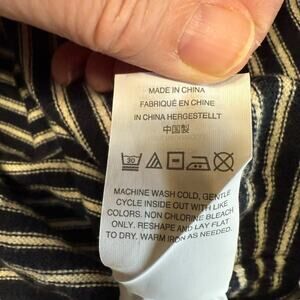 MADE IN CHINA
FABRIQUÉ EN CHINE
IN CHINA HERGESTELLT
中国製
30
MACHINE WASH COLD, GENTLE
CYCLE INSIDE OUT WITH LIKE
COLORS. NON CHLORINE BLEACH
ONLY. RESHAPE AND LAY FLAT
TO DRY. WARM IRON AS NEEDED.